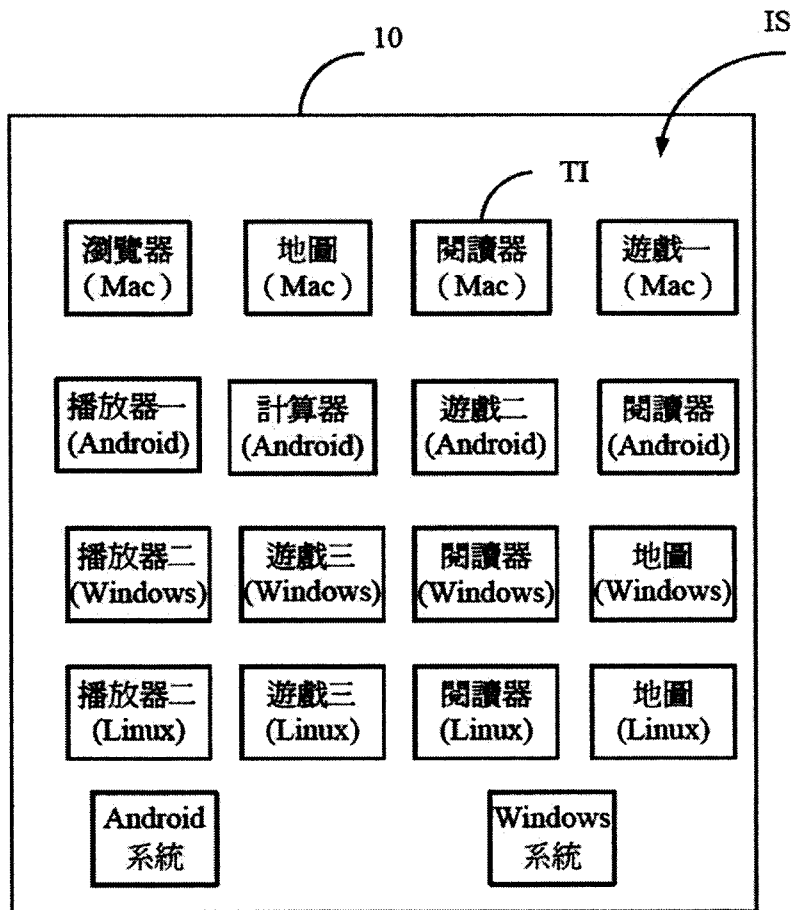 10
IS
TI
瀏覽器 地圖 閱讀器 遊戲一
（Mac） （Mac） （Mac） （Mac）
播放器一 計算器 遊戲二 閱讀器
(Android) (Android) (Android) (Android)
播放器二 遊戲三 閱讀器 地圖
(Windows) (Windows) (Windows) (Windows)
播放器二 遊戲三 閱讀器 地圖
(Linux) (Linux) (Linux) (Linux)
Android Windows
系統 系統